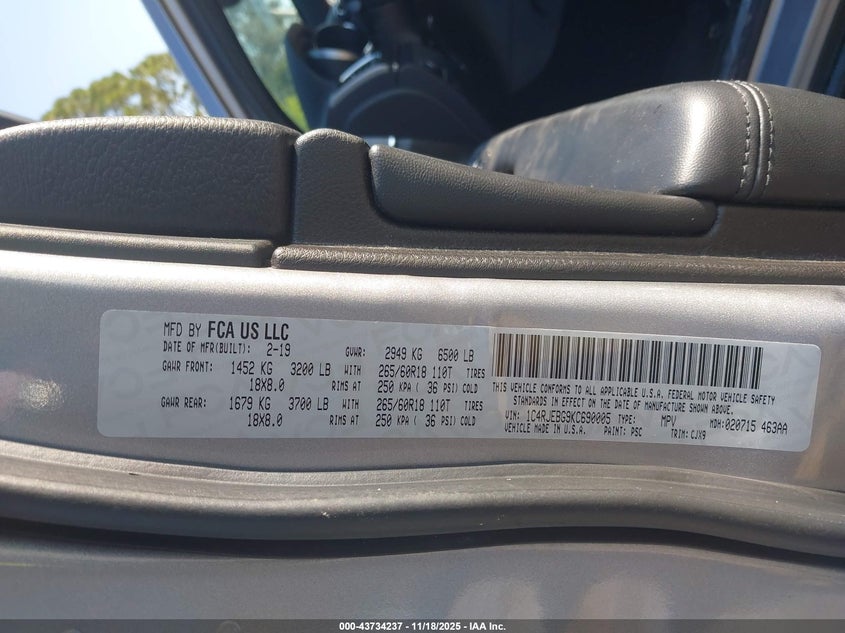 MFD BY FCA US LLC
DATE OF MFR(BUILT): 2-19 GVWR: 2949 KG 6500 LB
GAWR FRONT: 1452 KG 3200 LB WITH 265/60R18 110T TIRES
18X8.0 RIMS AT 250 KPA ( 36 PSI) COLD
GAWR REAR: 1679 KG 3700 LB WITH 265/60R18 110T TIRES
18X8.0 RIMS AT 250 KPA ( 36 PSI) COLD
THIS VEHICLE CONFORMS TO ALL APPLICABLE U.S.A. FEDERAL MOTOR VEHICLE SAFETY
STANDARDS IN EFFECT ON THE DATE OF MANUFACTURE SHOWN ABOVE.
VIN: 1C4RJEBG9KC690005 TYPE: MPV MDH:020715 463AA
VEHICLE MADE IN U.S.A. PAINT: PSC TRIM: CJX9
000-43734237 - 11/18/2025 - IAA Inc.